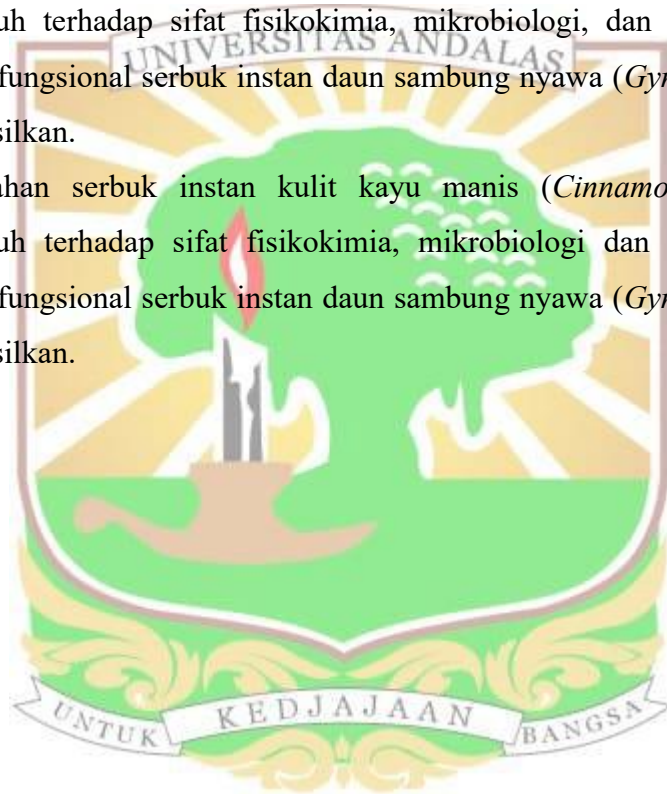 uh terhadap sifat fisikokimia, mikrobiologi, dan
UNIVERSITAS ANDALAS
fungsional serbuk instan daun sambung nyawa (Gyn
silkan.
ahan serbuk instan kulit kayu manis (Cinnamo
uh terhadap sifat fisikokimia, mikrobiologi dan
fungsional serbuk instan daun sambung nyawa (Gyn
silkan.
UNTUK KEDJAJAAN BANGSA